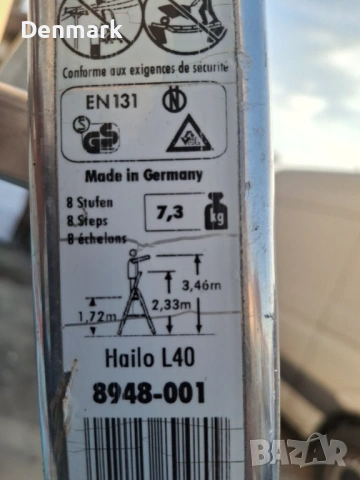 Denmark
Conforme aux exigences de sécurité
EN 131
N
S
GS
Made in Germany
8 Stufen
8 Steps
8 échelons
7,3
kg
3,46m
2,33m
1,72m
Hailo L40
8948-001
BAZAR